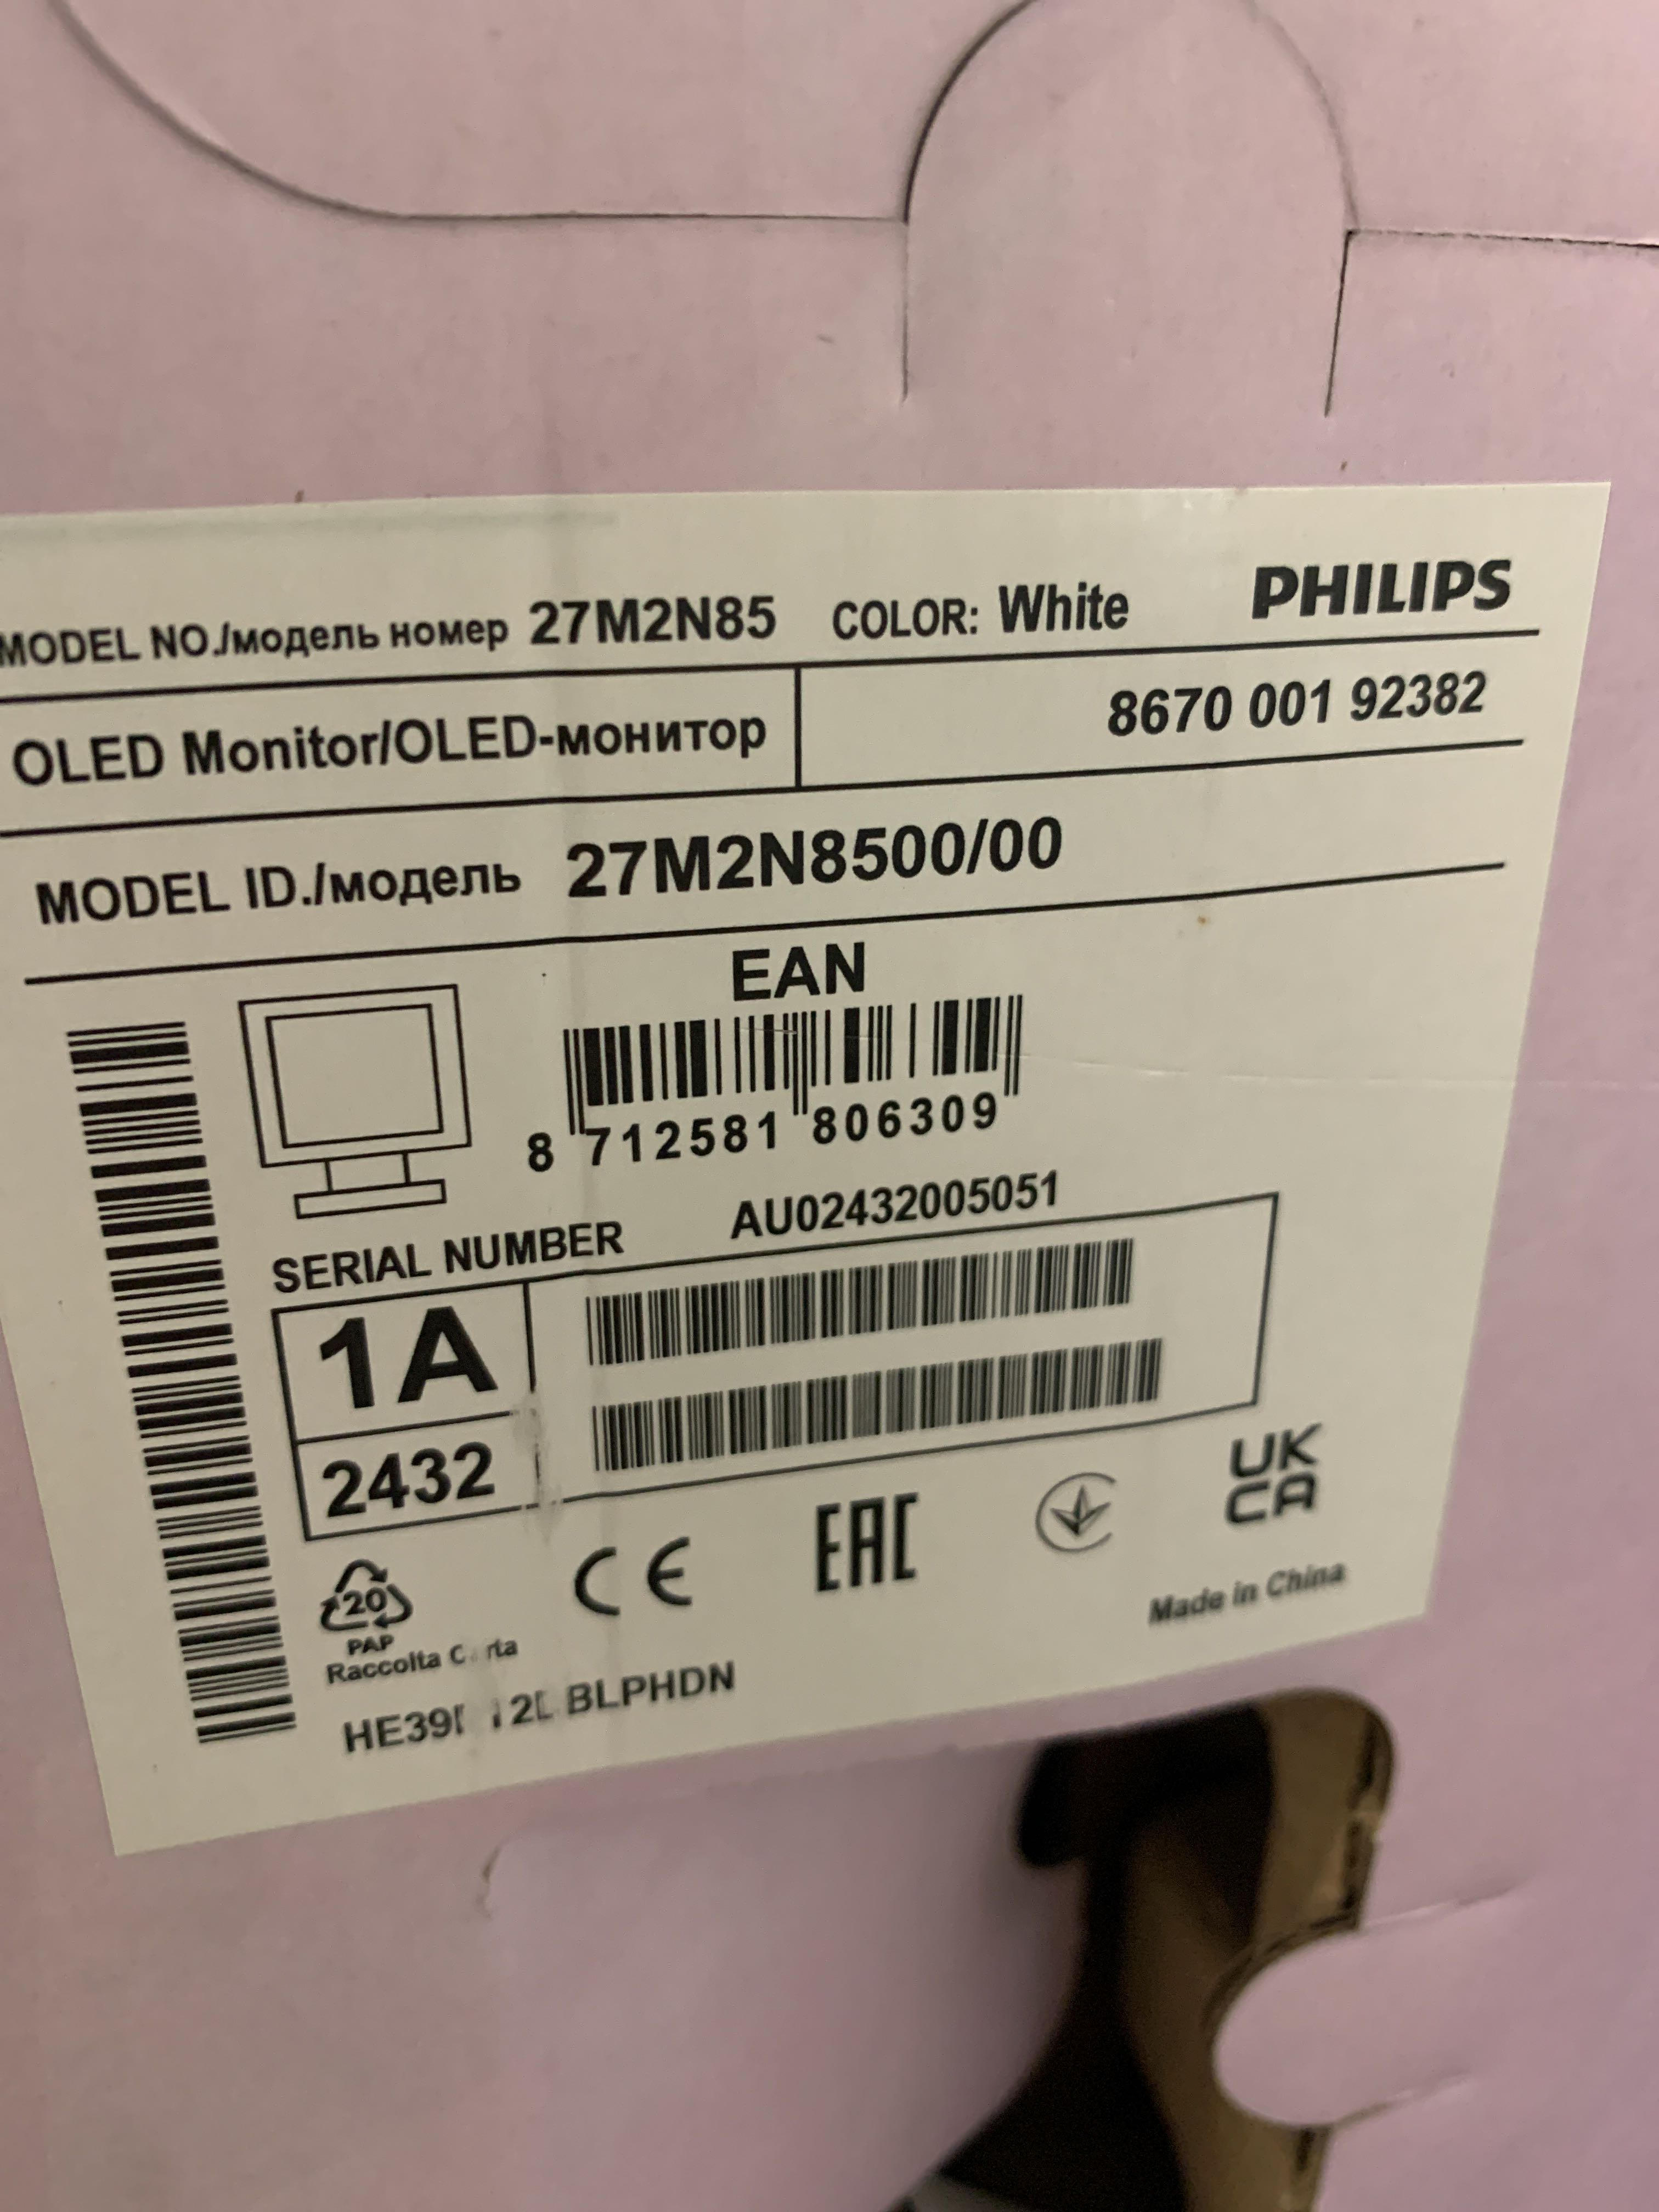 MODEL NO./модель номер 27M2N85 COLOR: White PHILIPS
OLED Monitor/OLED-монитор 8670 001 92382
MODEL ID./модель 27M2N8500/00
EAN
8 712581 806309
SERIAL NUMBER AU02432005051
1A
2432
20
PAP
CE
EAC
UK
CA
Raccolta
Made in China
BLPHDN